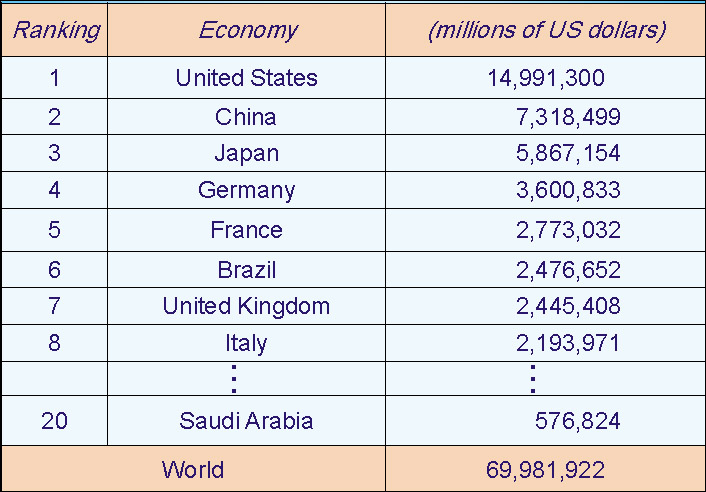 Ranking Economy (millions of US dollars)
1 United States 14,991,300
2 China 7,318,499
3 Japan 5,867,154
4 Germany 3,600,833
5 France 2,773,032
6 Brazil 2,476,652
7 United Kingdom 2,445,408
8 Italy 2,193,971
⋮ ⋮
20 Saudi Arabia 576,824
World 69,981,922